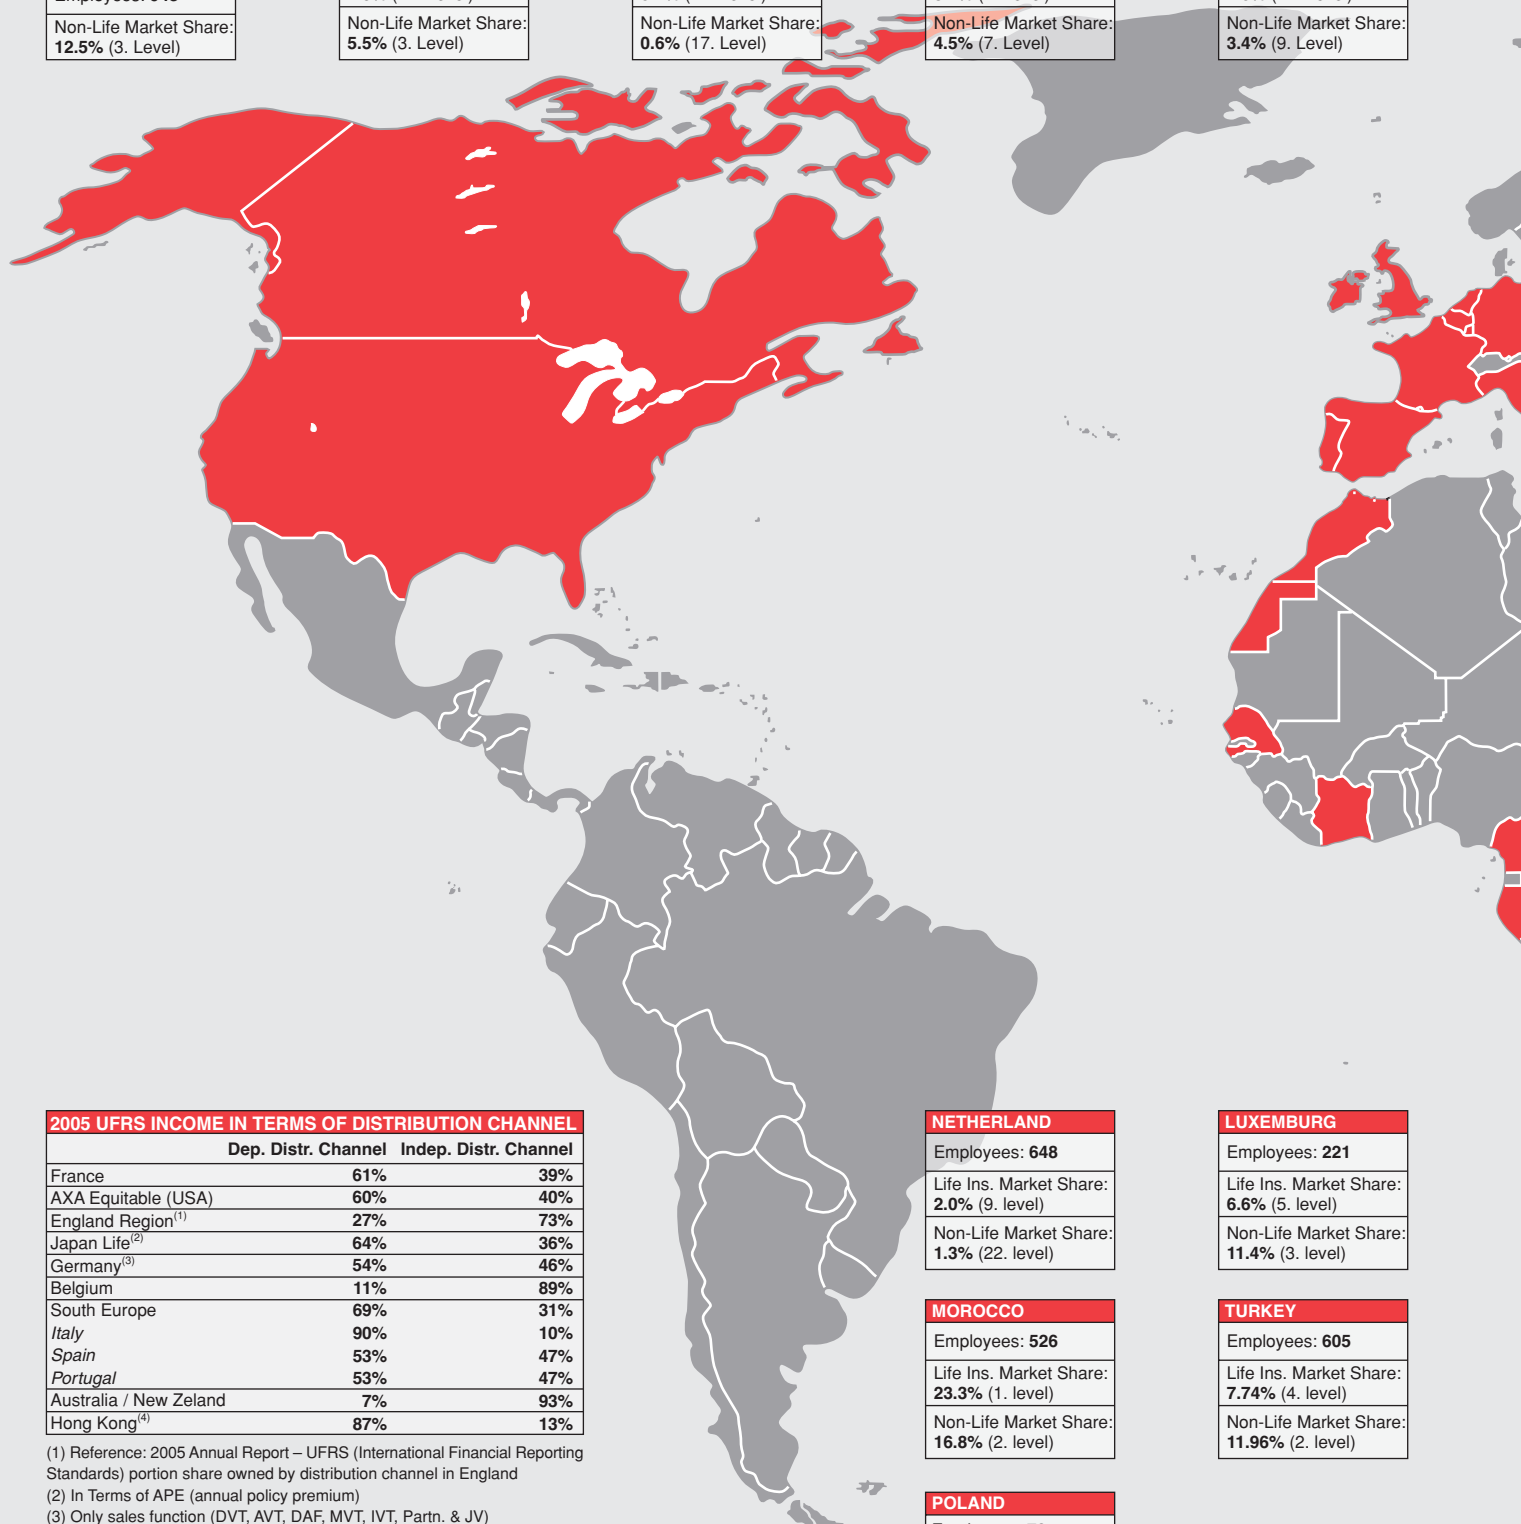 Non-Life Market Share:
12.5% (3. Level)
Non-Life Market Share:
5.5% (3. Level)
Non-Life Market Share:
0.6% (17. Level)
Non-Life Market Share:
4.5% (7. Level)
Non-Life Market Share:
3.4% (9. Level)
2005 UFRS INCOME IN TERMS OF DISTRIBUTION CHANNEL
Dep. Distr. Channel Indep. Distr. Channel
France 61% 39%
AXA Equitable (USA) 60% 40%
England Region(1) 27% 73%
Japan Life(2) 64% 36%
Germany(3) 54% 46%
Belgium 11% 89%
South Europe 69% 31%
Italy 90% 10%
Spain 53% 47%
Portugal 53% 47%
Australia / New Zeland 7% 93%
Hong Kong(4) 87% 13%
(1) Reference: 2005 Annual Report – UFRS (International Financial Reporting
Standards) portion share owned by distribution channel in England
(2) In Terms of APE (annual policy premium)
(3) Only sales function (DVT, AVT, DAF, MVT, IVT, Partn. & JV)
NETHERLAND
Employees: 648
Life Ins. Market Share:
2.0% (9. level)
Non-Life Market Share:
1.3% (22. level)
LUXEMBURG
Employees: 221
Life Ins. Market Share:
6.6% (5. level)
Non-Life Market Share:
11.4% (3. level)
MOROCCO
Employees: 526
Life Ins. Market Share:
23.3% (1. level)
Non-Life Market Share:
16.8% (2. level)
TURKEY
Employees: 605
Life Ins. Market Share:
7.74% (4. level)
Non-Life Market Share:
11.96% (2. level)
POLAND